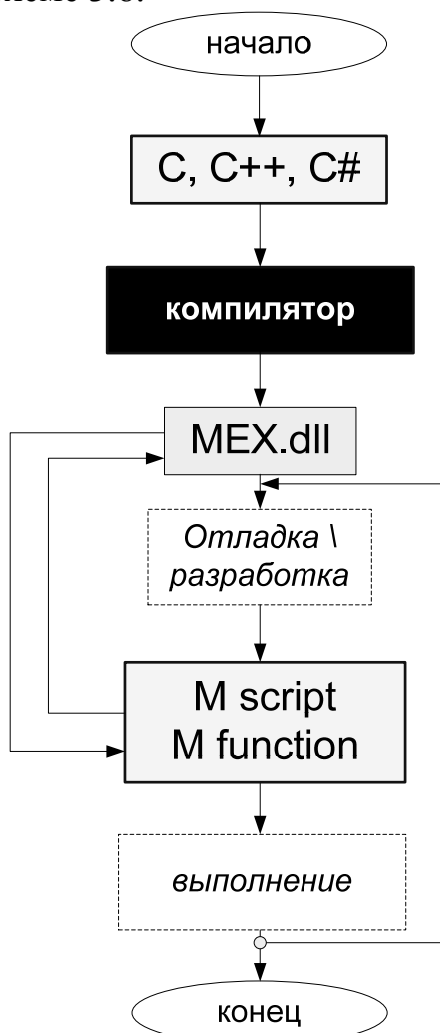 начало
C, C++, C#
компилятор
MEX.dll
Отладка \
разработка
M script
M function
выполнение
конец